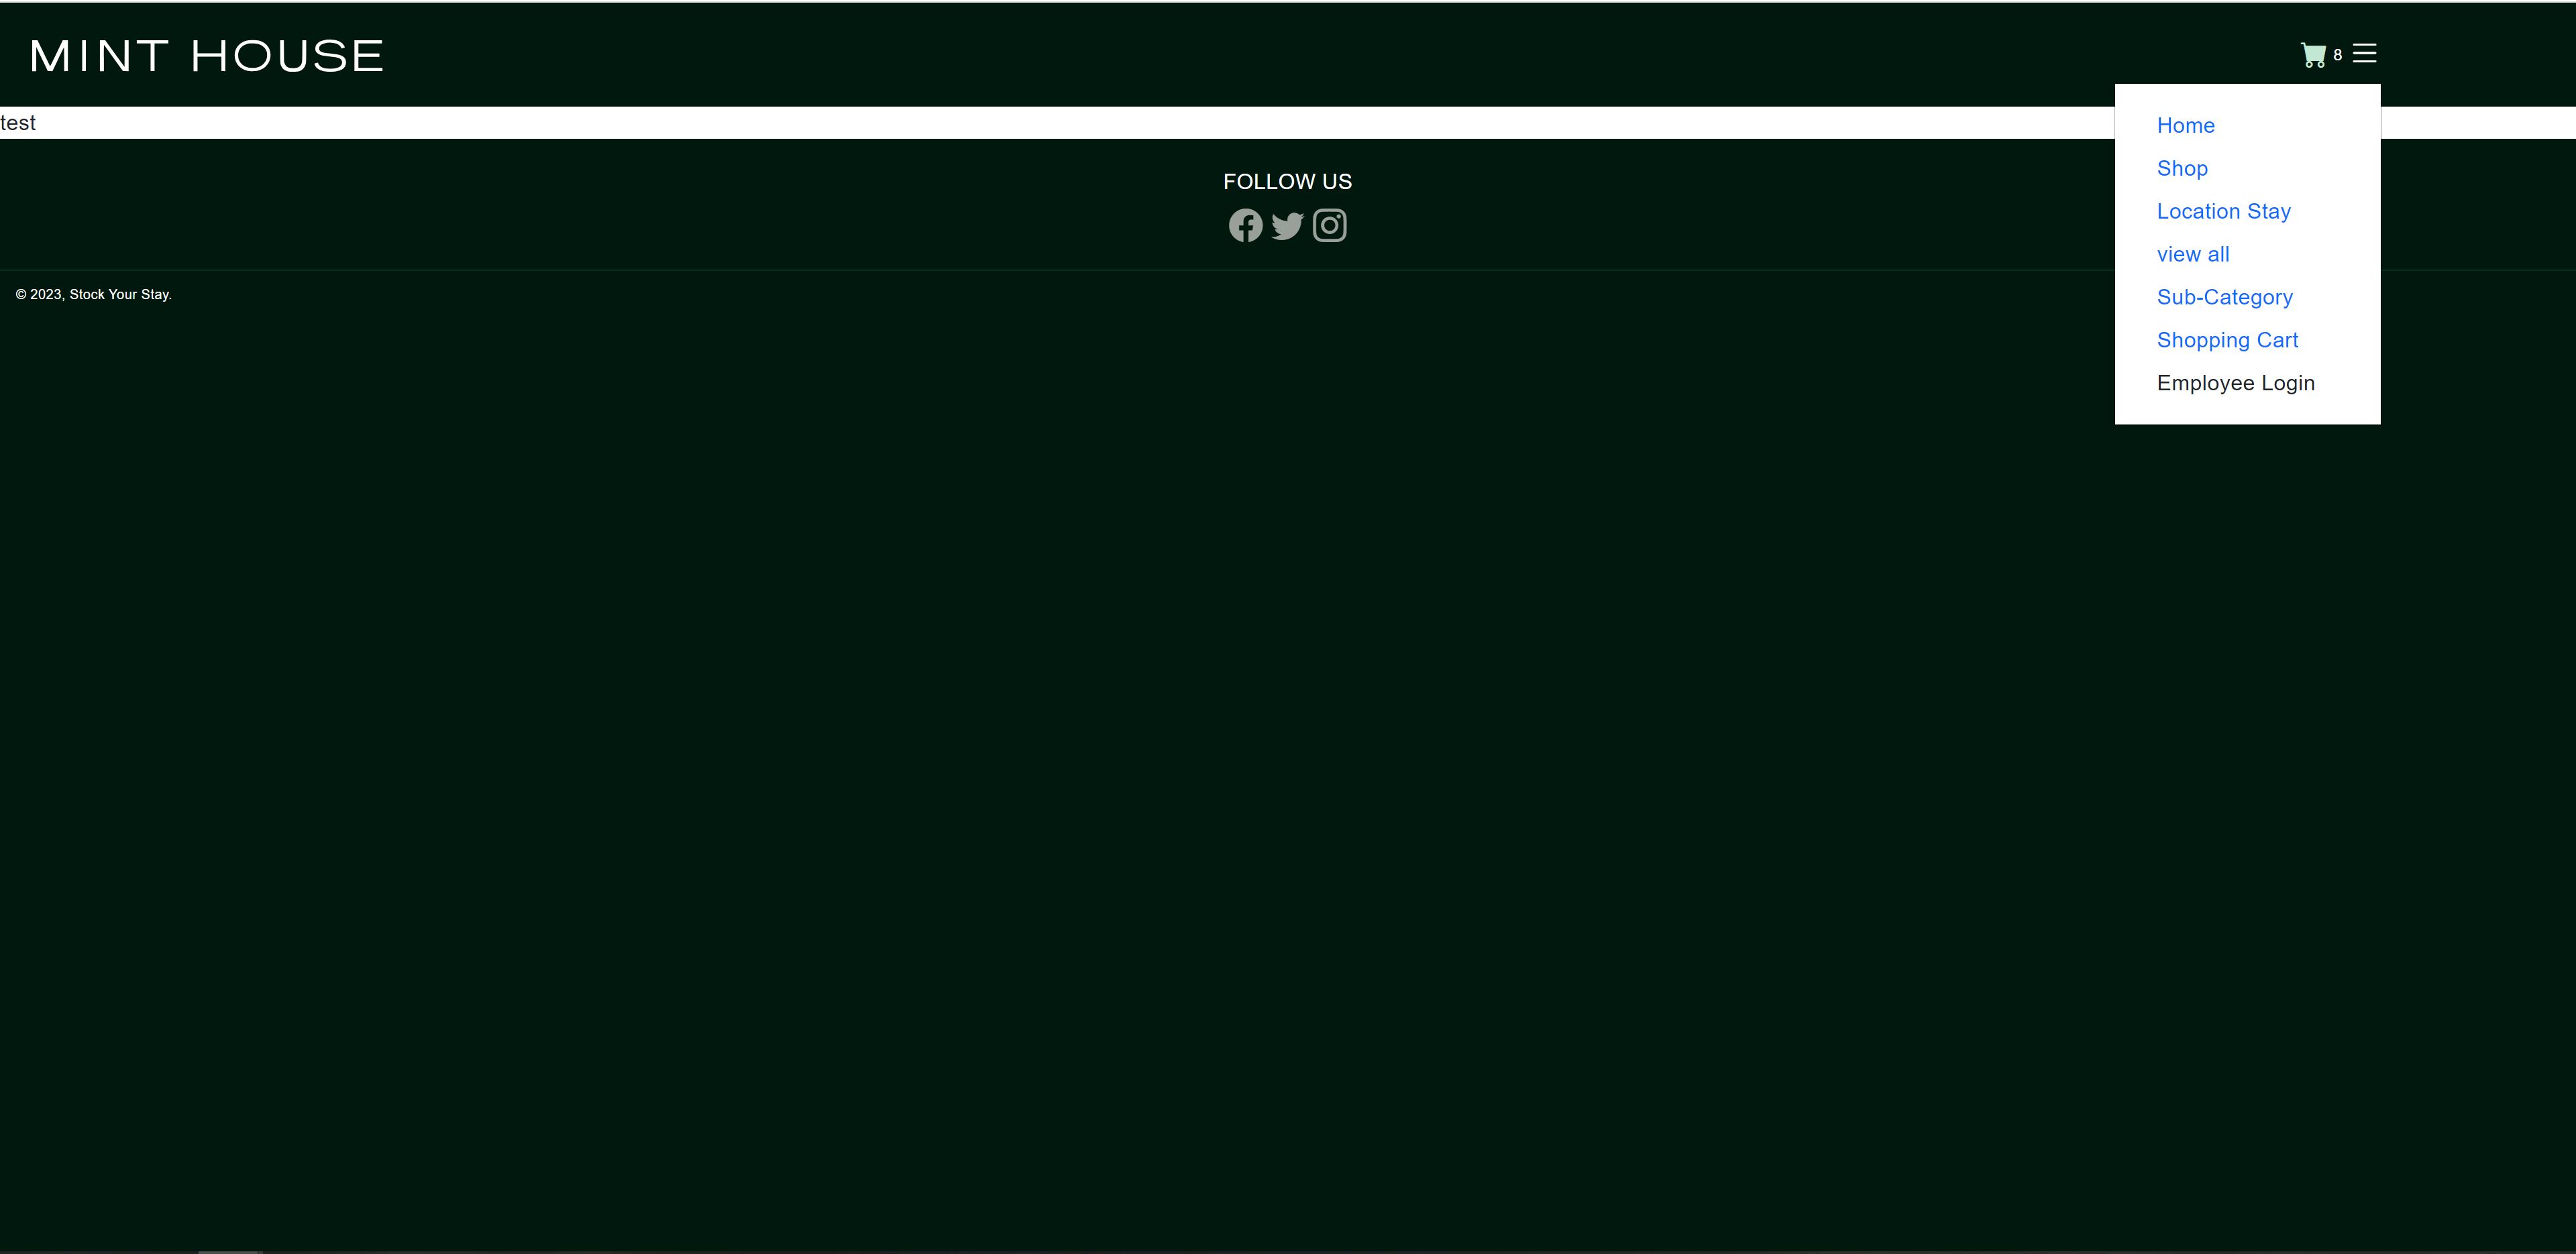 MINT HOUSE
8
test
Home
Shop
Location Stay
view all
Sub-Category
Shopping Cart
Employee Login
FOLLOW US
© 2023, Stock Your Stay.